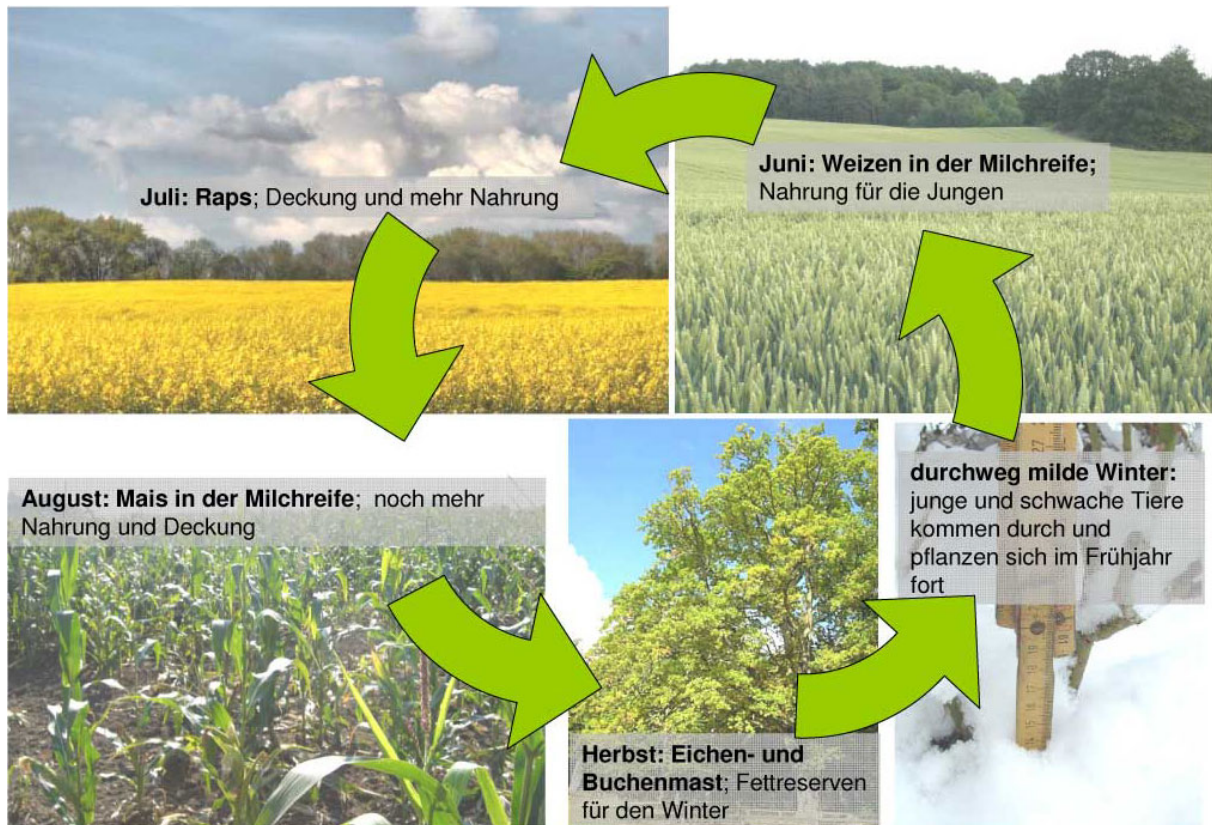 Juli: Raps; Deckung und mehr Nahrung
Juni: Weizen in der Milchreife;
Nahrung für die Jungen
August: Mais in der Milchreife; noch mehr
Nahrung und Deckung
Herbst: Eichen- und
Buchenmast; Fettreserven
für den Winter
durchweg milde Winter:
junge und schwache Tiere
kommen durch und
pflanzen sich im Frühjahr
fort